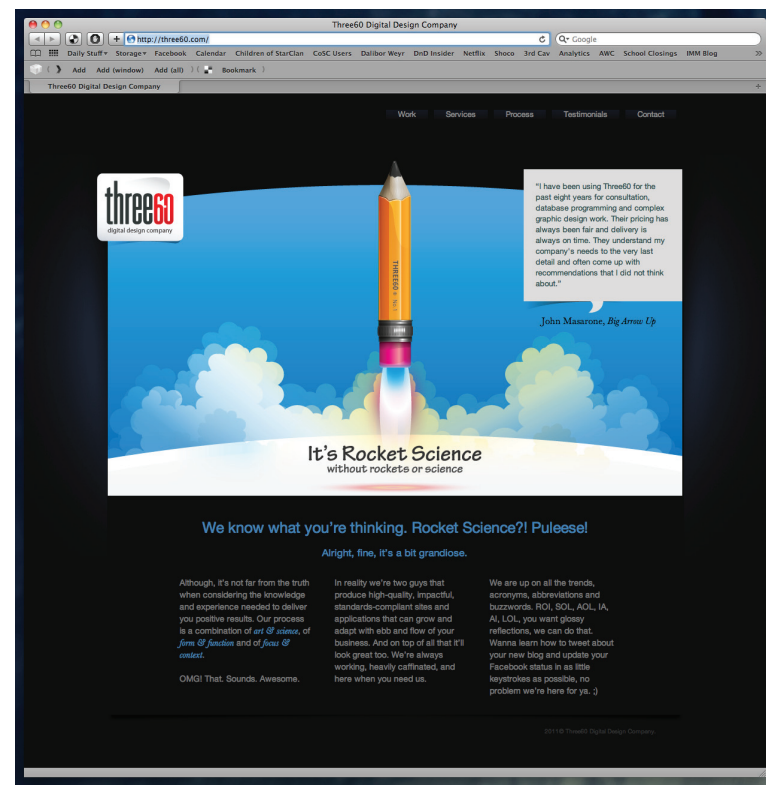 Three60 Digital Design Company
http://three60.com/
Google
Daily Stuff Storage Facebook Calendar Children of StarClan CoSC Users Dalibor Weyr DnD Insider Netflix Shoco 3rd Cav Analytics AWC School Closings IMM Blog
Add Add (window) Add (all) Bookmark
Three60 Digital Design Company
Work Services Process Testimonials Contact
three60
digital design company
THREE60 No.1
“I have been using Three60 for the
past eight years for consultation,
database programming and complex
graphic design work. Their pricing has
always been fair and delivery is
always on time. They understand my
company's needs to the very last
detail and often come up with
recommendations that I did not think
about.”
John Masarone, Big Arrow Up
It's Rocket Science
without rockets or science
We know what you're thinking. Rocket Science?! Puleese!
Alright, fine, it's a bit grandiose.
Although, it's not far from the truth
when considering the knowledge
and experience needed to deliver
you positive results. Our process
is a combination of art & science, of
form & function and of focus &
context.
OMG! That. Sounds. Awesome.
In reality we're two guys that
produce high-quality, impactful,
standards-compliant sites and
applications that can grow and
adapt with ebb and flow of your
business. And on top of all that it'll
look great too. We're always
working, heavily caffinated, and
here when you need us.
We are up on all the trends,
acronyms, abbreviations and
buzzwords. ROI, SOL, AOL, IA,
AI, LOL, you want glossy
reflections, we can do that.
Wanna learn how to tweet about
your new blog and update your
Facebook status in as little
keystrokes as possible, no
problem we're here for ya. ;)
2011© Three60 Digital Design Company.